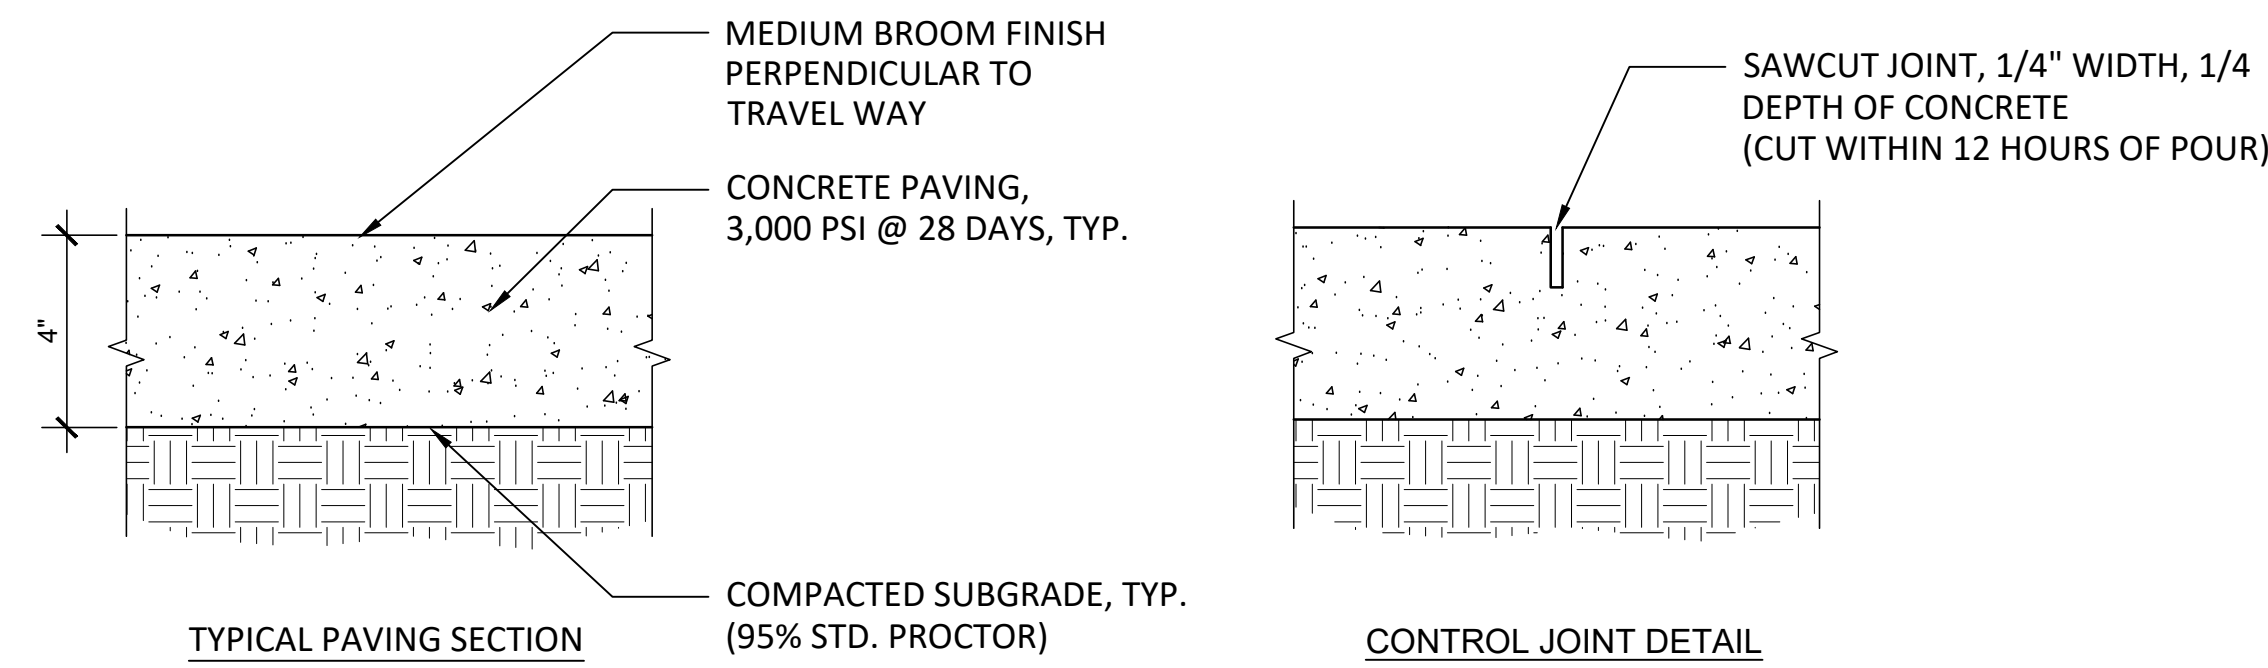 MEDIUM BROOM FINISH
PERPENDICULAR TO
TRAVEL WAY
CONCRETE PAVING,
3,000 PSI @ 28 DAYS, TYP.
4"
COMPACTED SUBGRADE, TYP.
(95% STD. PROCTOR)
TYPICAL PAVING SECTION
SAWCUT JOINT, 1/4" WIDTH, 1/4
DEPTH OF CONCRETE
(CUT WITHIN 12 HOURS OF POUR)
CONTROL JOINT DETAIL